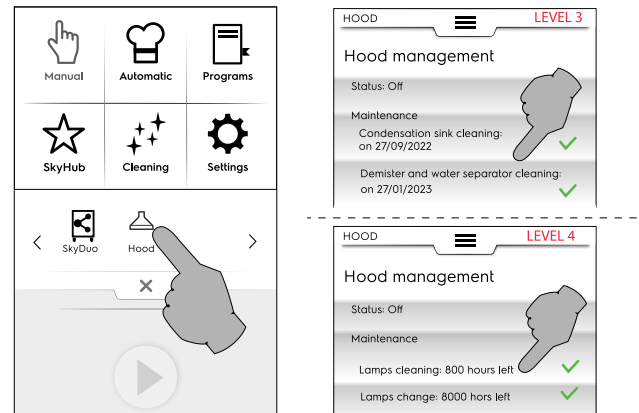 Manual
Automatic
Programs
SkyHub
Cleaning
Settings
SkyDuo
Hood
HOOD
LEVEL 3
Hood management
Status: Off
Maintenance
Condensation sink cleaning:
on 27/09/2022
Demister and water separator cleaning:
on 27/01/2023
HOOD
LEVEL 4
Hood management
Status: Off
Maintenance
Lamps cleaning: 800 hours left
Lamps change: 8000 hors left